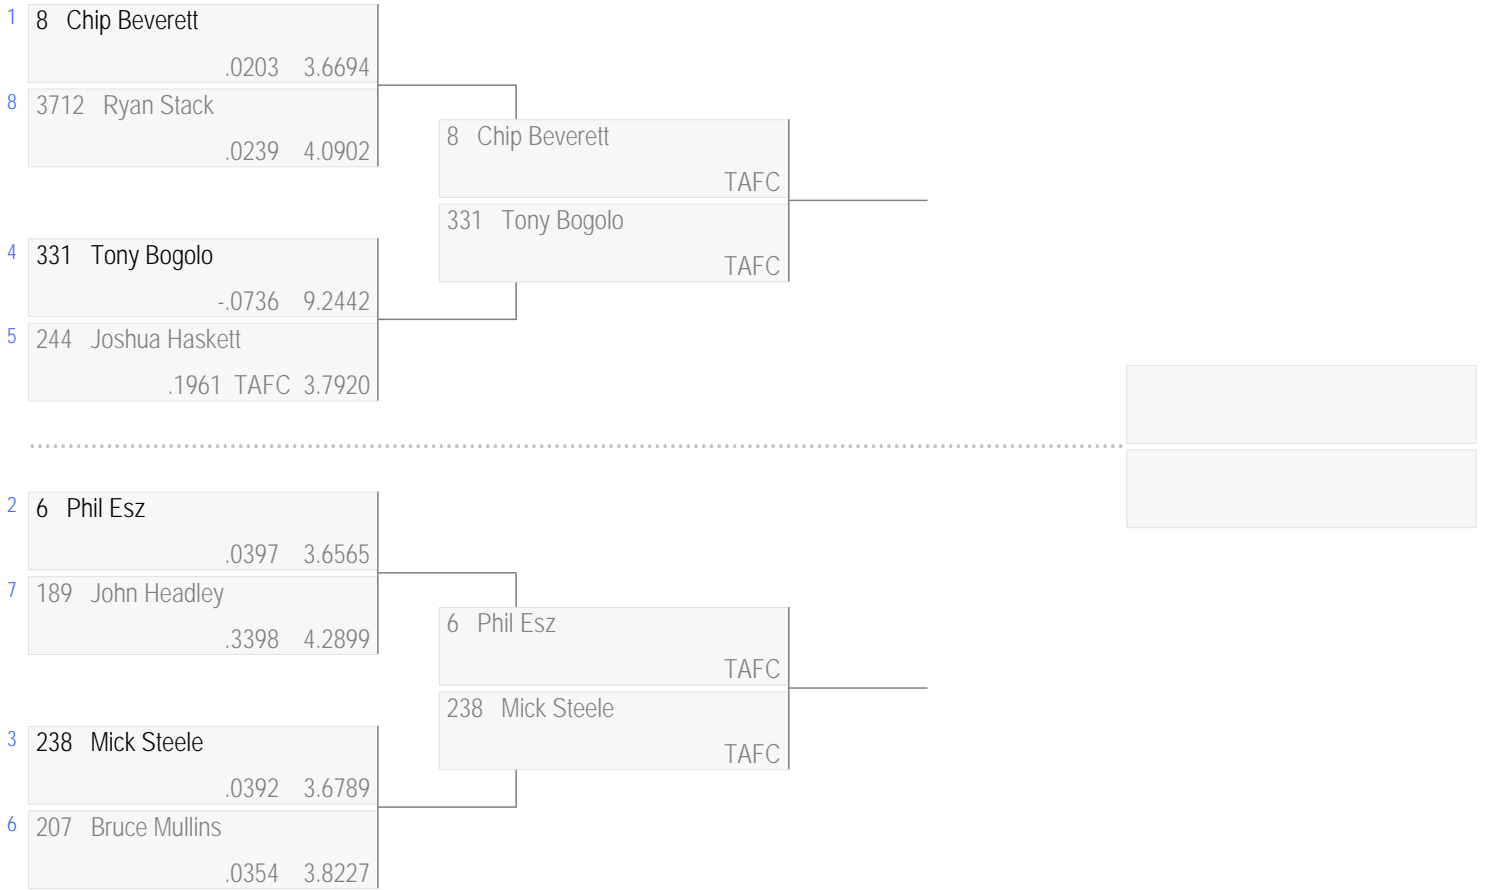 1 8 Chip Beverett
.0203 3.6694
8 3712 Ryan Stack
.0239 4.0902
8 Chip Beverett
TAFC
331 Tony Bogolo
TAFC
4 331 Tony Bogolo
-.0736 9.2442
5 244 Joshua Haskett
.1961 TAFC 3.7920
2 6 Phil Esz
.0397 3.6565
7 189 John Headley
.3398 4.2899
6 Phil Esz
TAFC
238 Mick Steele
TAFC
3 238 Mick Steele
.0392 3.6789
6 207 Bruce Mullins
.0354 3.8227